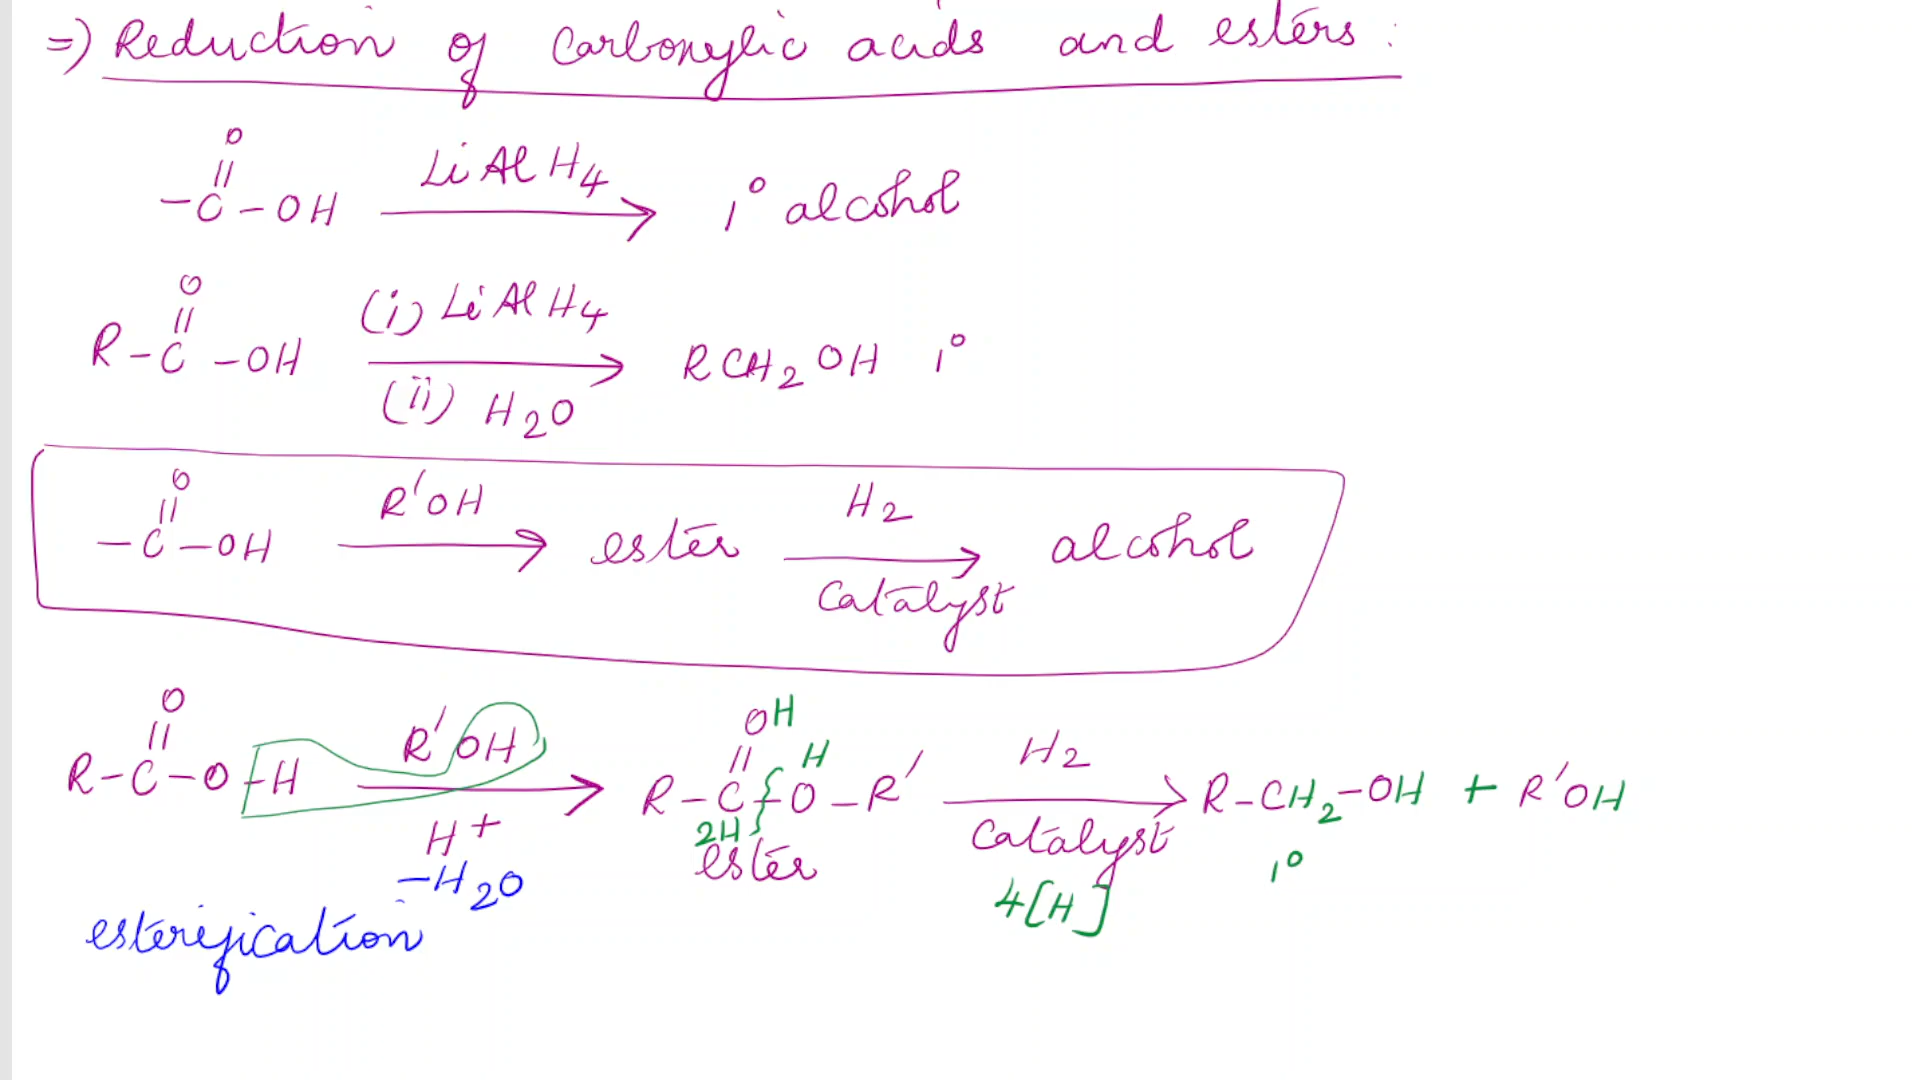 =) Reduction of Carboxylic acids and esters :
O
||
-C-OH LiAlH4 → 1° alcohol
O
||
R-C-OH (i) LiAlH4 (ii) H2O → RCH2OH 1°
O
||
-C-OH R'OH → ester H2 Catalyst → alcohol
O OH
|| || H
R-C-O-H R'OH → R-C-O-R' H2 → R-CH2-OH + R'OH
H+ 2H Catalyst 1°
-H2O ester 4[H]
esterification